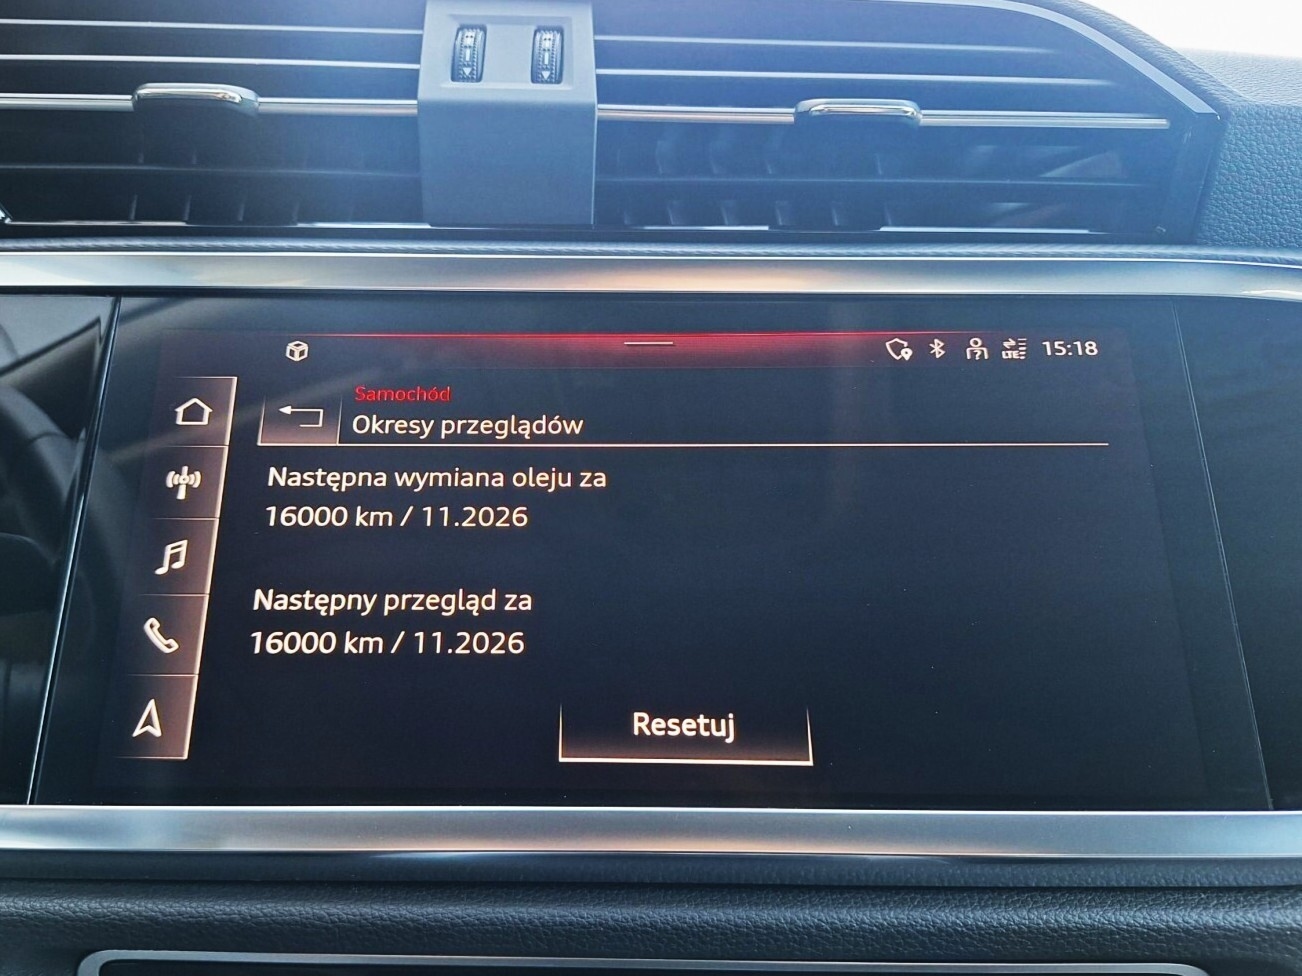 LTE
15:18
Samochód
Okresy przeglądów
Następna wymiana oleju za
16000 km / 11.2026
Następny przegląd za
16000 km / 11.2026
Resetuj